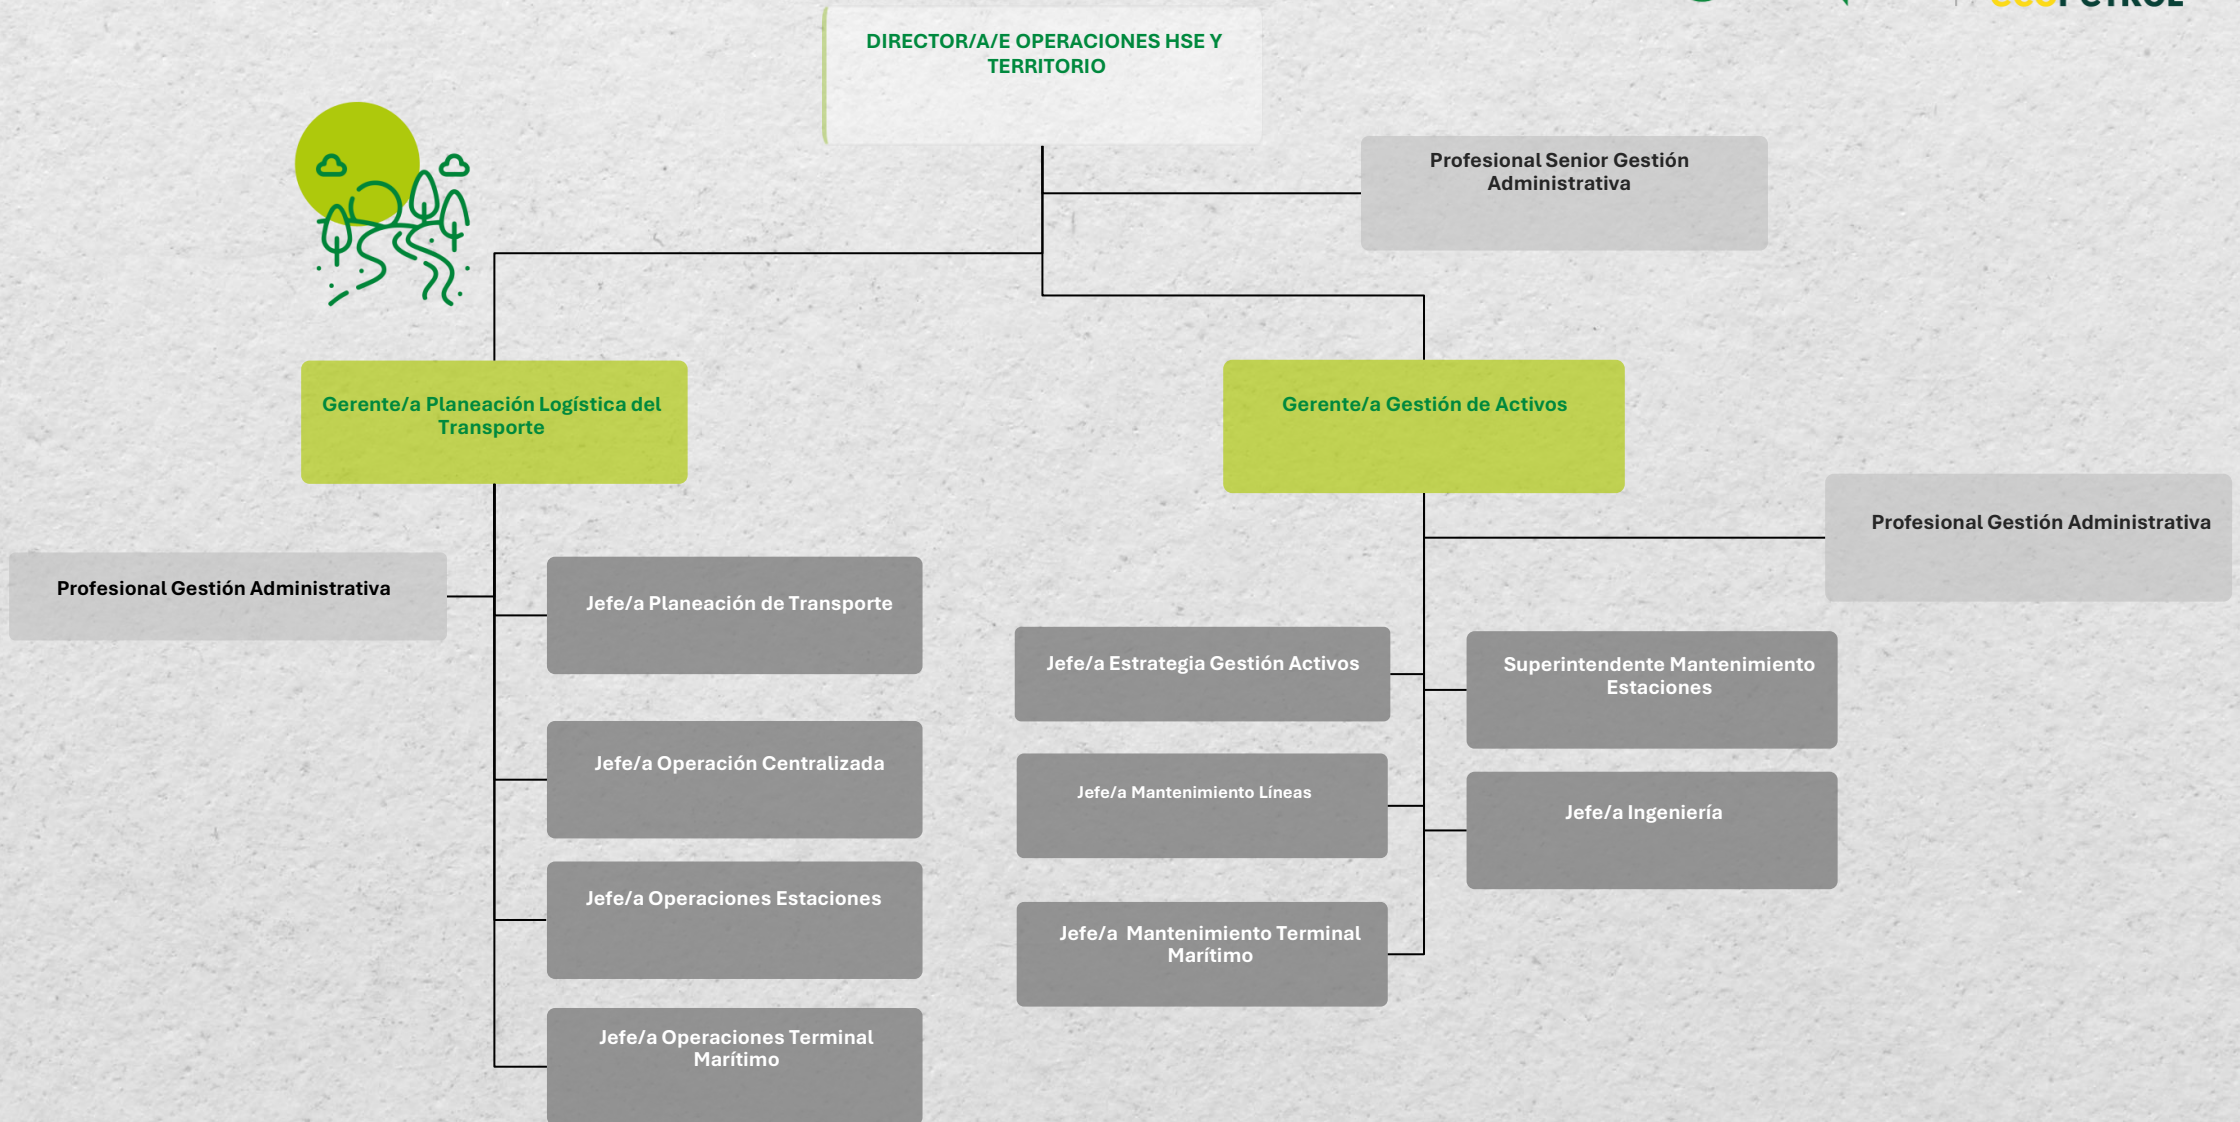 DIRECTOR/A/E OPERACIONES HSE Y
TERRITORIO
Profesional Senior Gestión
Administrativa
Gerente/a Planeación Logística del
Transporte
Gerente/a Gestión de Activos
Profesional Gestión Administrativa
Profesional Gestión Administrativa
Jefe/a Planeación de Transporte
Jefe/a Operación Centralizada
Jefe/a Operaciones Estaciones
Jefe/a Operaciones Terminal
Marítimo
Jefe/a Estrategia Gestión Activos
Jefe/a Mantenimiento Líneas
Jefe/a  Mantenimiento Terminal
Marítimo
Superintendente Mantenimiento
Estaciones
Jefe/a Ingeniería